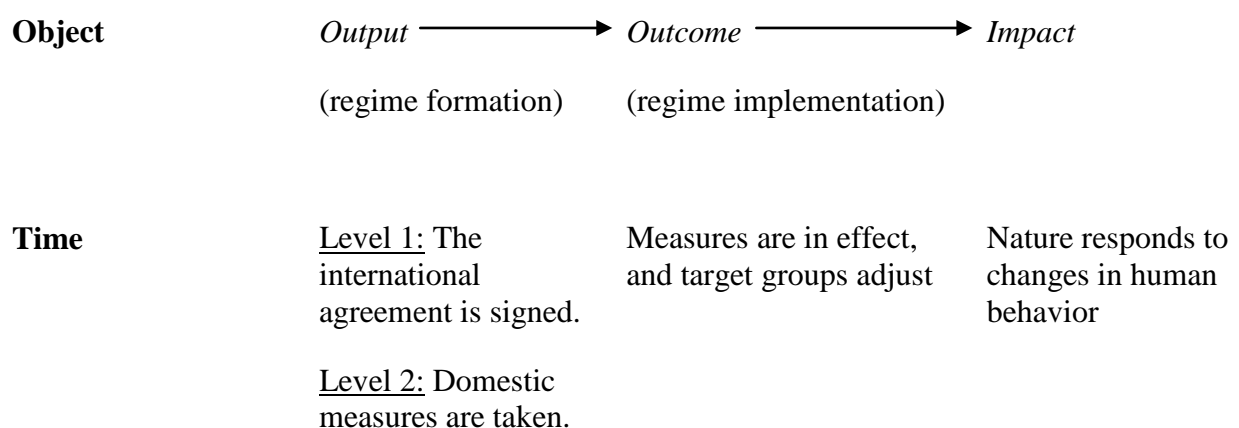 Object Output Outcome Impact
(regime formation) (regime implementation)
Time Level 1: The Measures are in effect, Nature responds to
international and target groups adjust changes in human
agreement is signed. behavior
Level 2: Domestic
measures are taken.